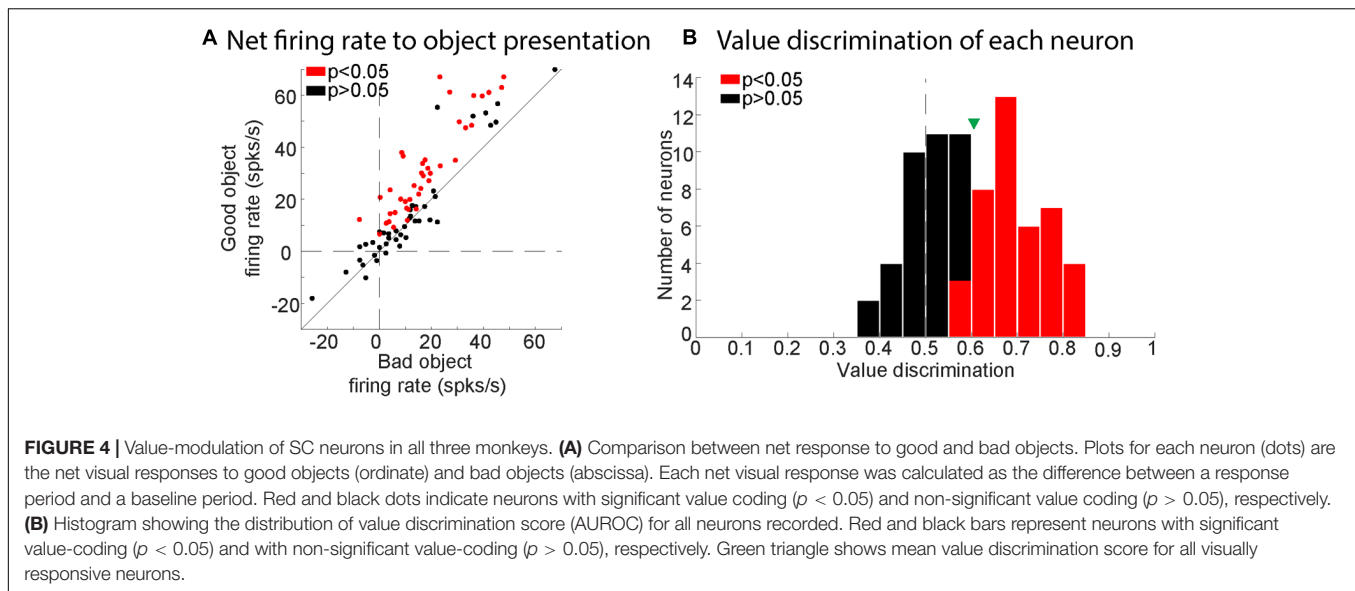 A Net firing rate to object presentation
p<0.05
p>0.05
60
40
20
0
-20
Good object
firing rate (spks/s)
-20 0 20 40 60
Bad object
firing rate (spks/s)
B Value discrimination of each neuron
p<0.05
p>0.05
14
12
10
8
6
4
2
0
Number of neurons
0 0.1 0.2 0.3 0.4 0.5 0.6 0.7 0.8 0.9 1
Value discrimination
FIGURE 4 | Value-modulation of SC neurons in all three monkeys. (A) Comparison between net response to good and bad objects. Plots for each neuron (dots) are
the net visual responses to good objects (ordinate) and bad objects (abscissa). Each net visual response was calculated as the difference between a response
period and a baseline period. Red and black dots indicate neurons with significant value coding (p < 0.05) and non-significant value coding (p > 0.05), respectively.
(B) Histogram showing the distribution of value discrimination score (AUROC) for all neurons recorded. Red and black bars represent neurons with significant
value-coding (p < 0.05) and with non-significant value-coding (p > 0.05), respectively. Green triangle shows mean value discrimination score for all visually
responsive neurons.